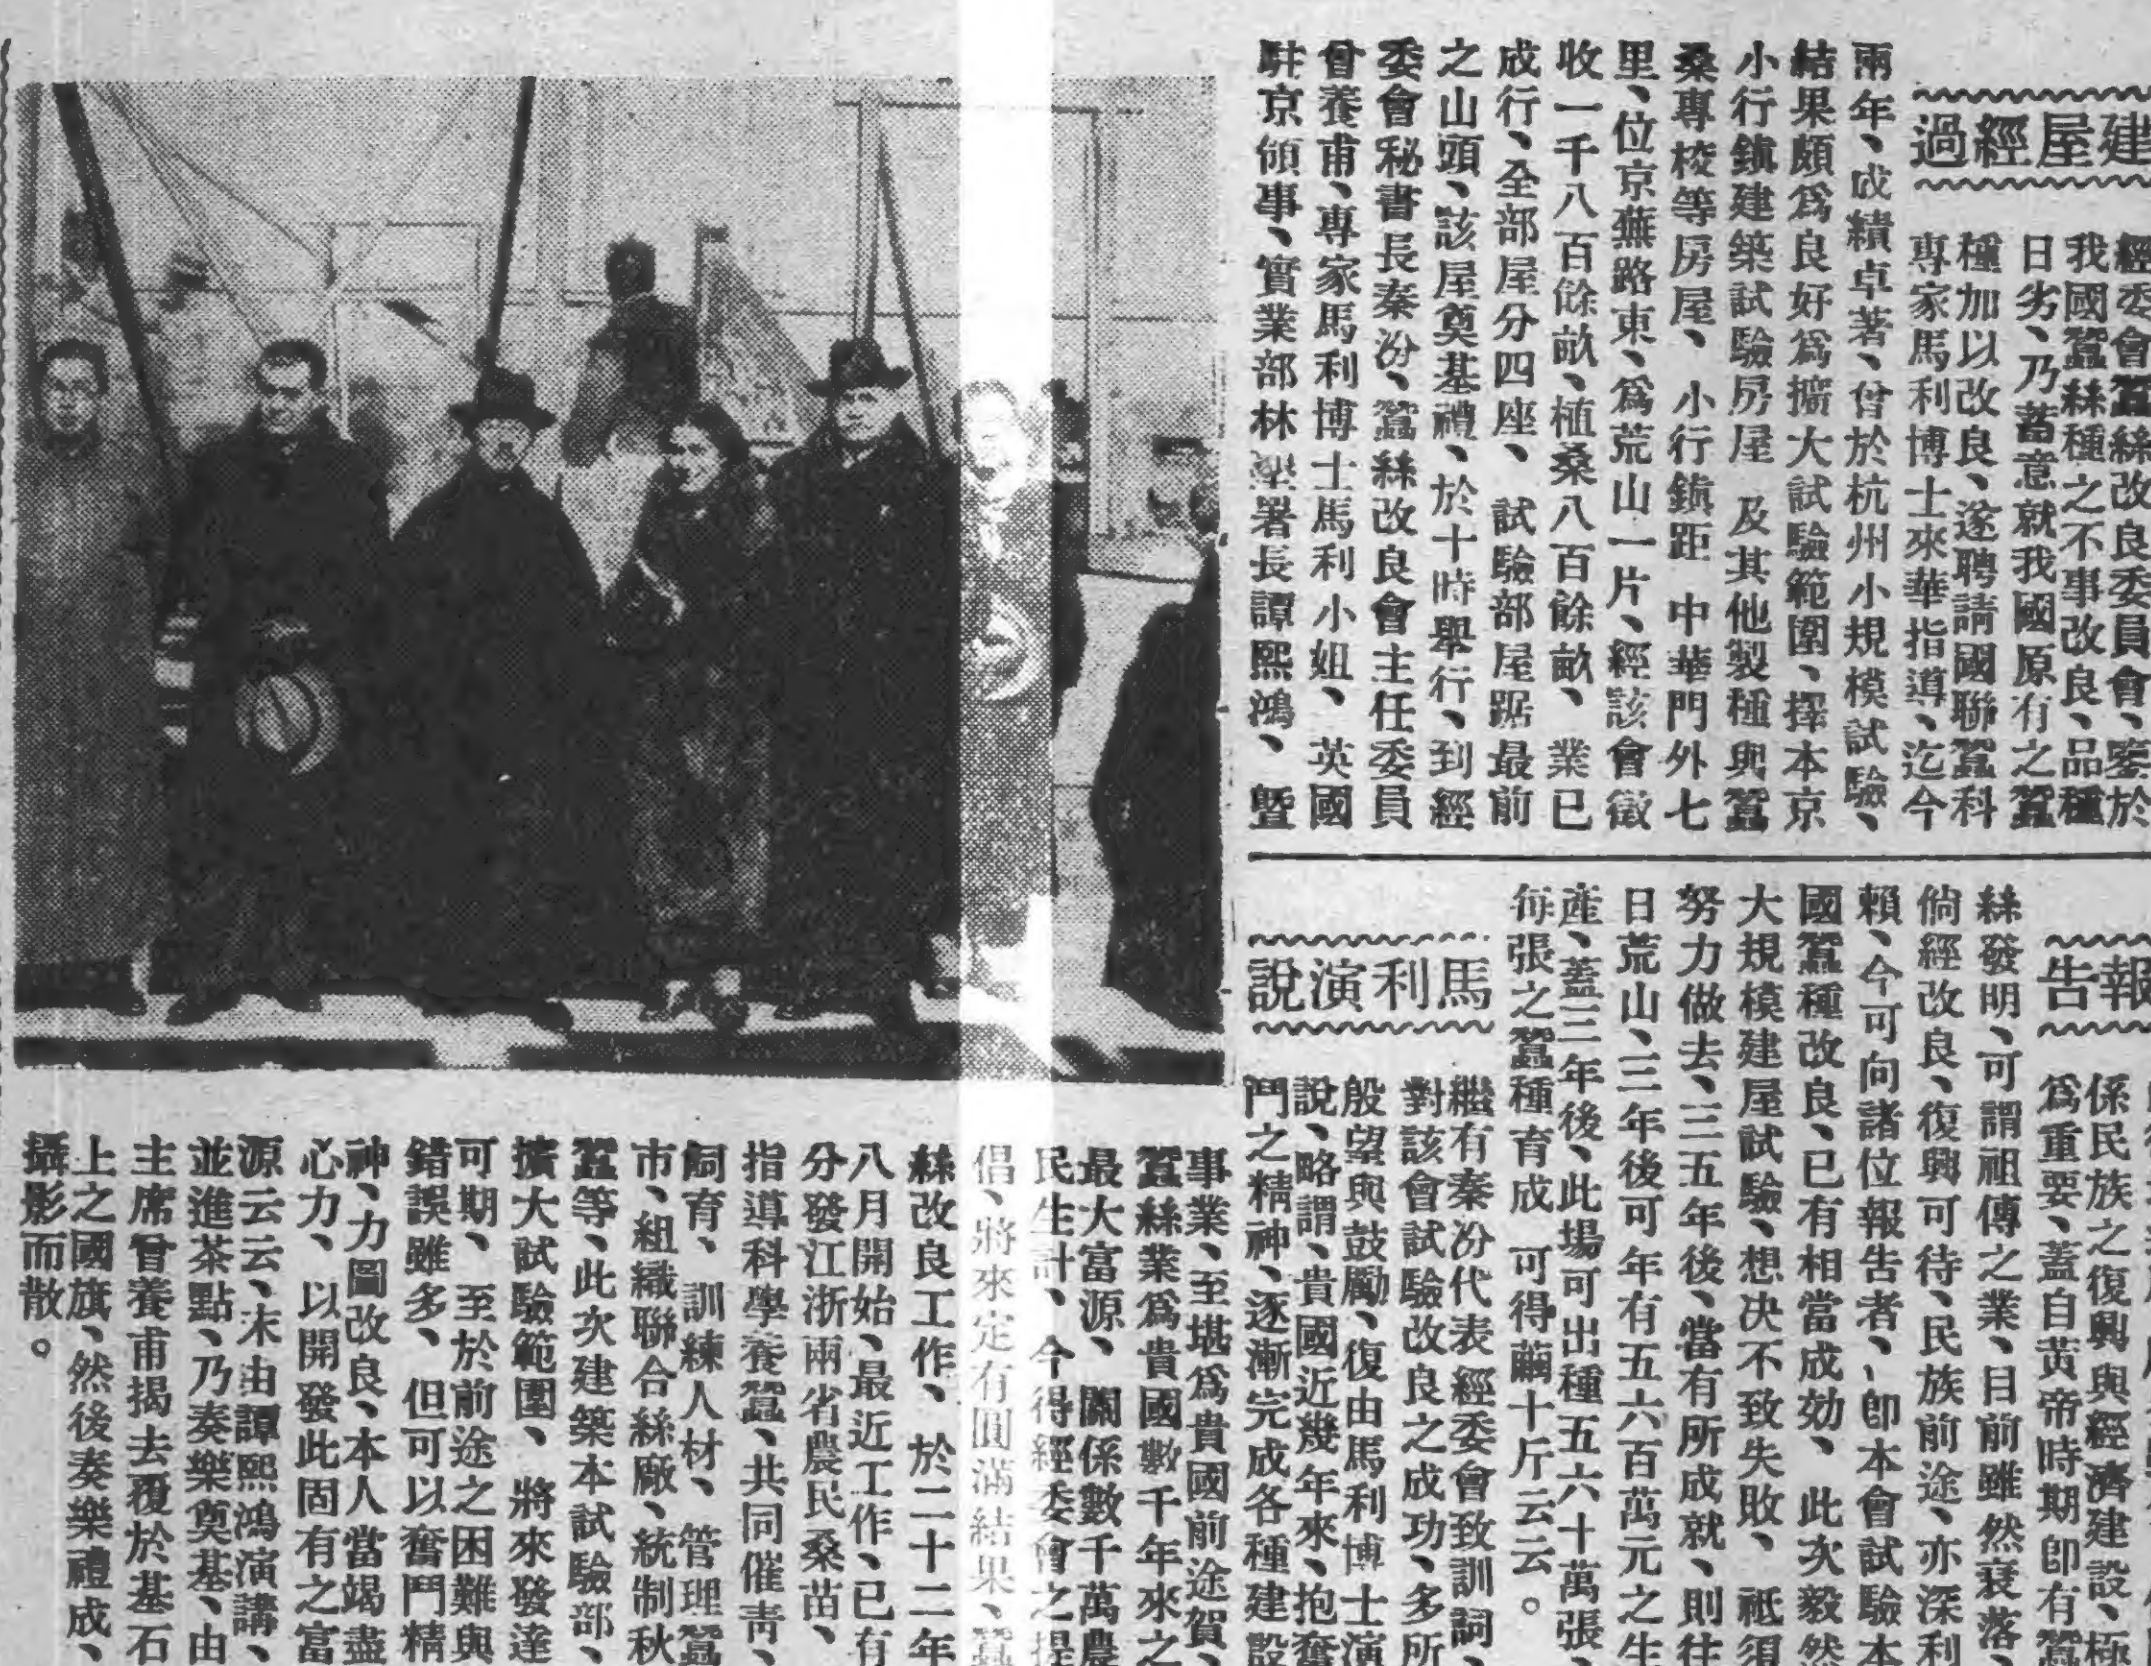 建屋經過
經委會蠶絲改良委員會、鑒於
我國蠶絲種之不事改良、品種
日劣、乃蓄意就我國原有之蠶
種加以改良、遂聘請國聯蠶科
專家馬利博士來華指導、迄今
兩年、成績卓著、曾於杭州小規模試驗、
結果頗爲良好爲擴大試驗範圍、擇本京
小行鎮建築試驗房屋 及其他製種與蠶
桑專校等房屋、小行鎮距 中華門外七
里、位京蕪路東、爲荒山一片、經該會徵
收一千八百餘畝、植桑八百餘畝、業已
成行、全部屋分四座、試驗部屋踞最前
之山頭、該屋奠基禮、於十時舉行、到經
委會秘書長秦汾、蠶絲改良會主任委員
曾養甫、專家馬利博士馬利小姐、英國
駐京領事、實業部林墾署長譚熙鴻、暨
報告
係民族之復興與經濟建設、極
爲重要、蓋自黃帝時期即有蠶
絲發明、可謂祖傳之業、目前雖然衰落、
倘經改良、復興可待、民族前途、亦深利
賴、今可向諸位報告者、即本會試驗本
國蠶種改良、已有相當成効、此次毅然
大規模建屋試驗、想决不致失敗、祗須
努力做去、三五年後、當有所成就、則往
日荒山、三年後可年有五六百萬元之生
產、蓋三年後、此場可出種五六十萬張、
每張之蠶種育成 可得繭十斤云云。
馬利演說
繼有秦汾代表經委會致訓詞、
對該會試驗改良之成功、多所
殷望與鼓勵、復由馬利博士演
說、略謂、貴國近幾年來、抱奮
鬥之精神、逐漸完成各種建設
事業、至堪爲貴國前途賀、
蠶絲業爲貴國數千年來之
最大富源、關係數千萬農
民生計、今得經委會之提
倡、將來定有圓滿結果、蠶
絲改良工作、於二十二年
八月開始、最近工作、已有
分發江浙兩省農民桑苗、
指導科學養蠶、共同催靑、
飼育、訓練人材、管理蠶
市、組織聯合絲廠、統制秋
蠶等、此次建築本試驗部、
擴大試驗範圍、將來發達
可期、至於前途之困難與
錯誤雖多、但可以奮鬥精
神、力圖改良、本人當竭盡
心力、以開發此固有之富
源云云、末由譚熙鴻演講、
並進茶點、乃奏樂奠基、由
主席曾養甫揭去覆於基石
上之國旗、然後奏樂禮成、
攝影而散。